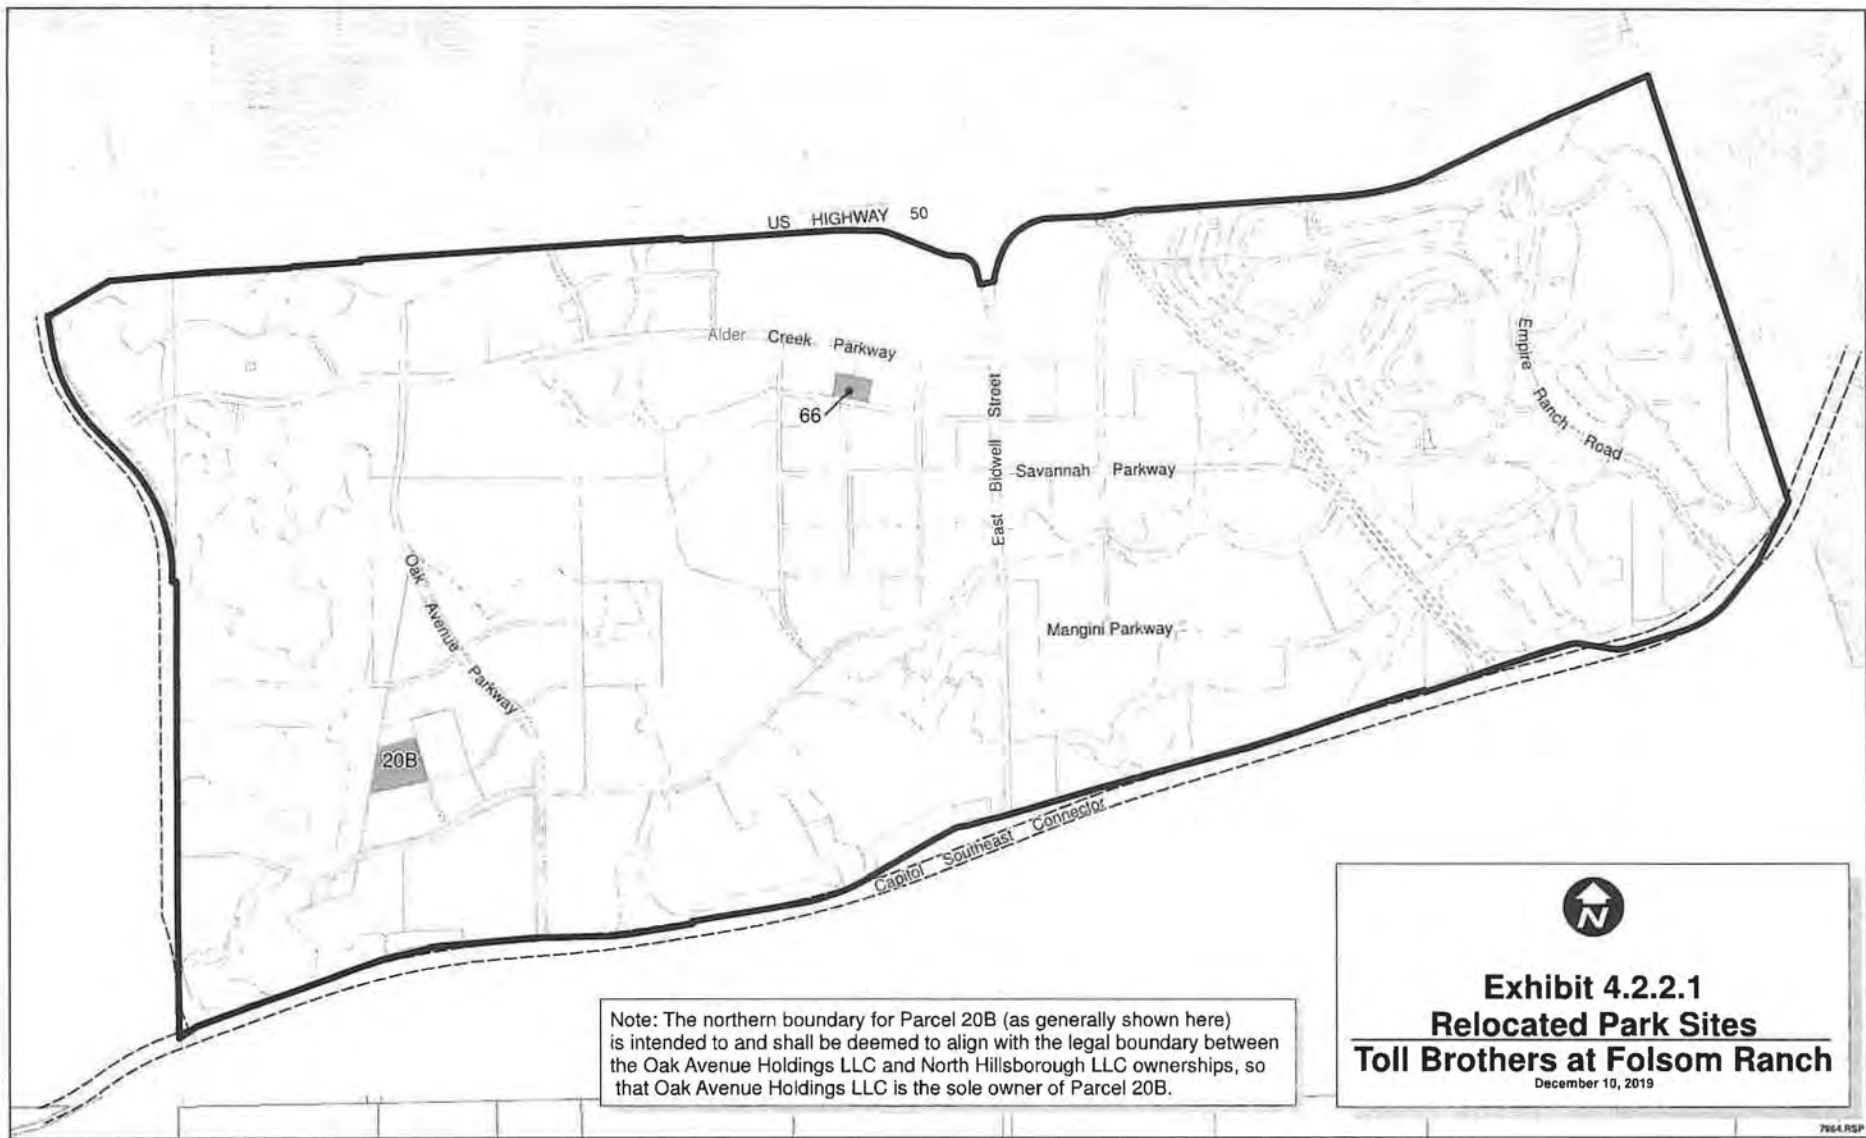 US HIGHWAY 50
Alder Creek Parkway
66
East Bidwell Street
Savannah Parkway
Empire Ranch Road
Oak Avenue Parkway
Mangini Parkway
20B
Capitol Southeast Connector
N
Exhibit 4.2.2.1
Relocated Park Sites
Toll Brothers at Folsom Ranch
December 10, 2019
Note: The northern boundary for Parcel 20B (as generally shown here)
is intended to and shall be deemed to align with the legal boundary between
the Oak Avenue Holdings LLC and North Hillsborough LLC ownerships, so
that Oak Avenue Holdings LLC is the sole owner of Parcel 20B.
7984.RSP